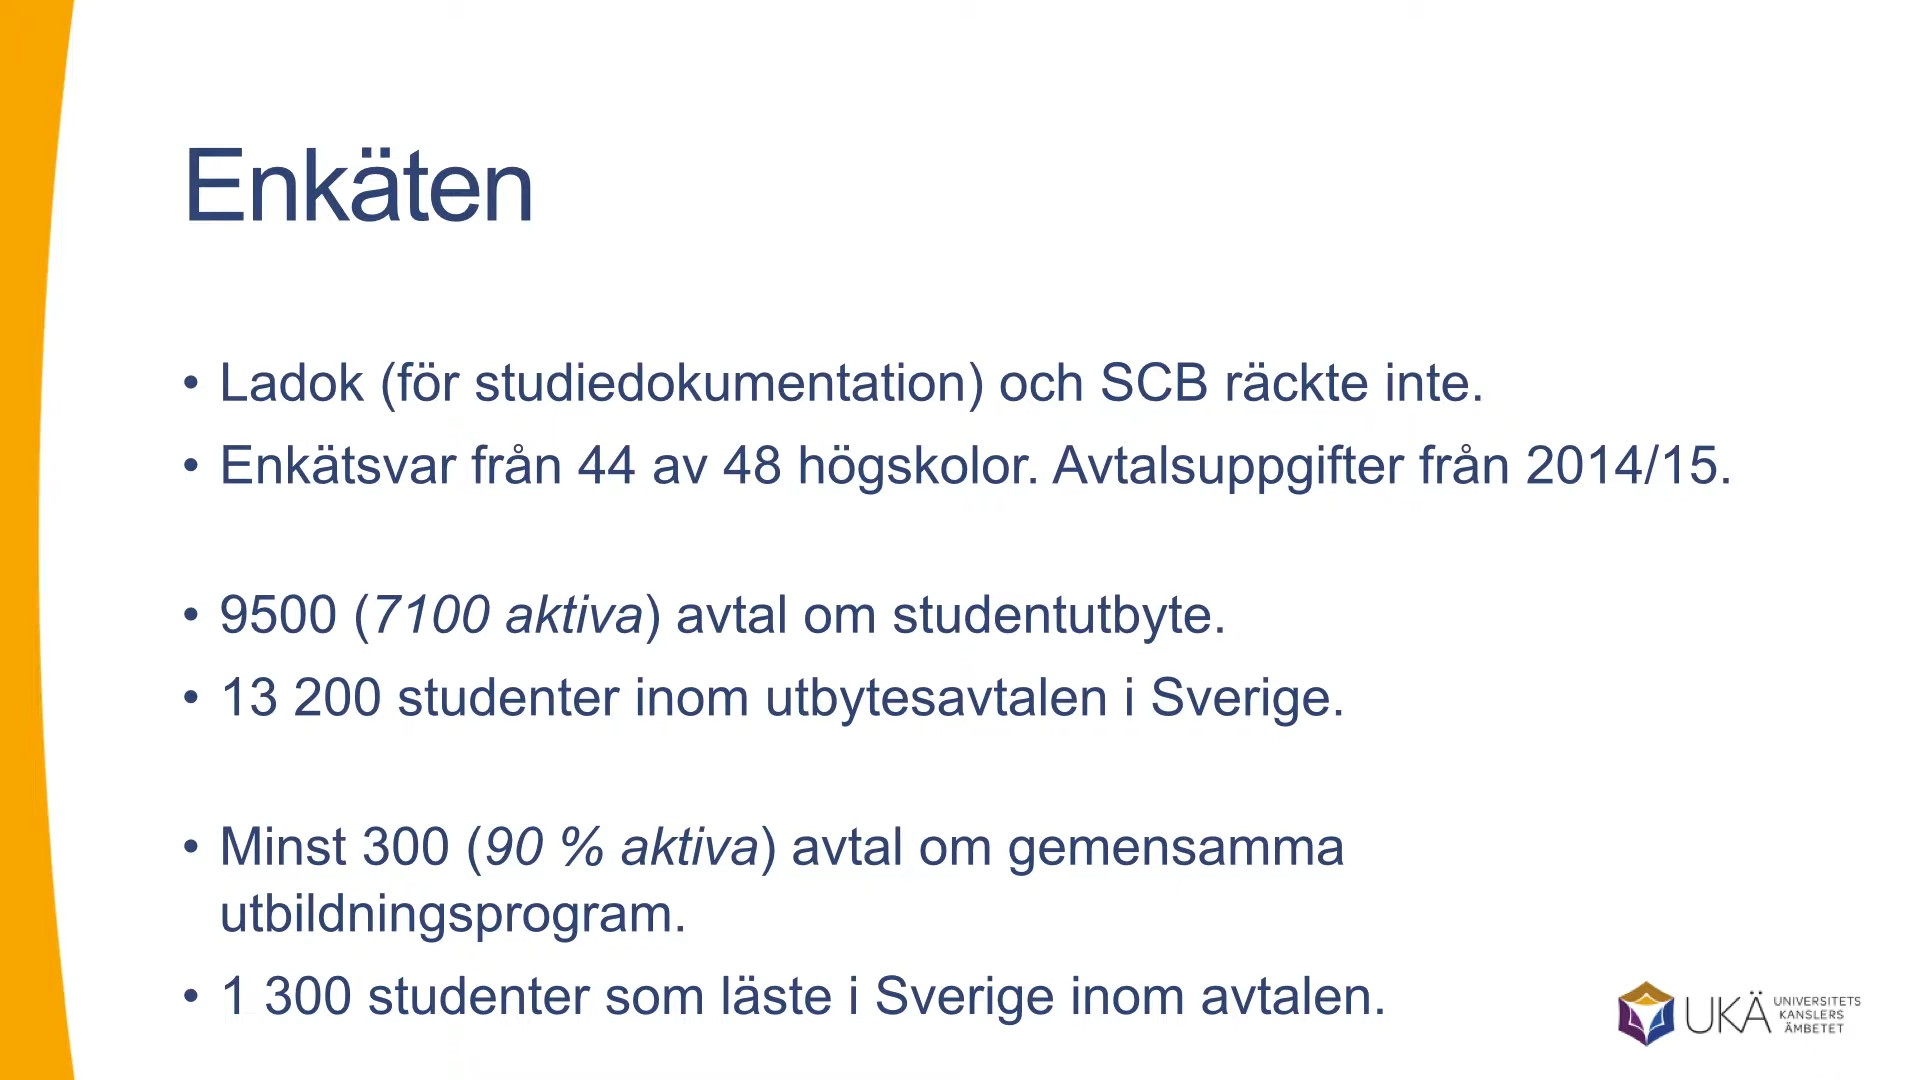 Enkäten
• Ladok (för studiedokumentation) och SCB räckte inte.
• Enkätsvar från 44 av 48 högskolor. Avtalsuppgifter från 2014/15.
• 9500 (7100 aktiva) avtal om studentutbyte.
• 13 200 studenter inom utbytesavtalen i Sverige.
• Minst 300 (90 % aktiva) avtal om gemensamma
utbildningsprogram.
• 1 300 studenter som läste i Sverige inom avtalen.
UKÄ
UNIVERSITETS
KANSLERS
ÄMBETET